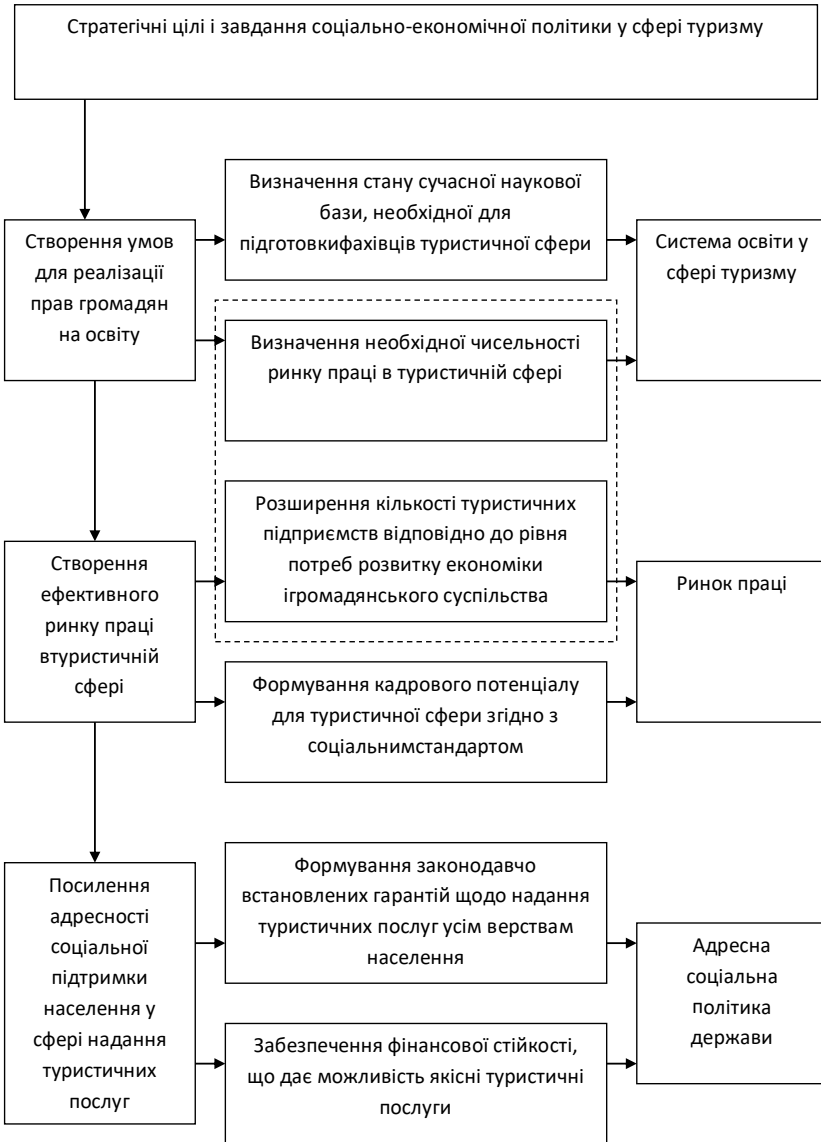 Стратегічні цілі і завдання соціально-економічної політики у сфері туризму
Визначення стану сучасної наукової
бази, необхідної для
підготовкифахівців туристичної сфери
Створення умов
для реалізації
прав громадян
на освіту
Система освіти у
сфері туризму
Визначення необхідної чисельності
ринку праці в туристичній сфері
Розширення кількості туристичних
підприємств відповідно до рівня
потреб розвитку економіки
ігромадянського суспільства
Створення
ефективного
ринку праці
втуристичній
сфері
Ринок праці
Формування кадрового потенціалу
для туристичної сфери згідно з
соціальнимстандартом
Формування законодавчо
встановлених гарантій щодо надання
туристичних послуг усім верствам
населення
Посилення
адресності
соціальної
підтримки
населення у
сфері надання
туристичних
послуг
Адресна
соціальна
політика
держави
Забезпечення фінансової стійкості,
що дає можливість якісні туристичні
послуги